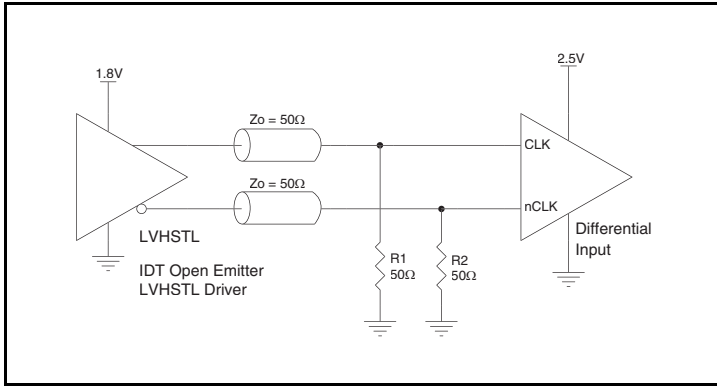 1.8V
2.5V
Zo = 50Ω
CLK
Zo = 50Ω
nCLK
LVHSTL
IDT Open Emitter
LVHSTL Driver
R1
50Ω
R2
50Ω
Differential
Input